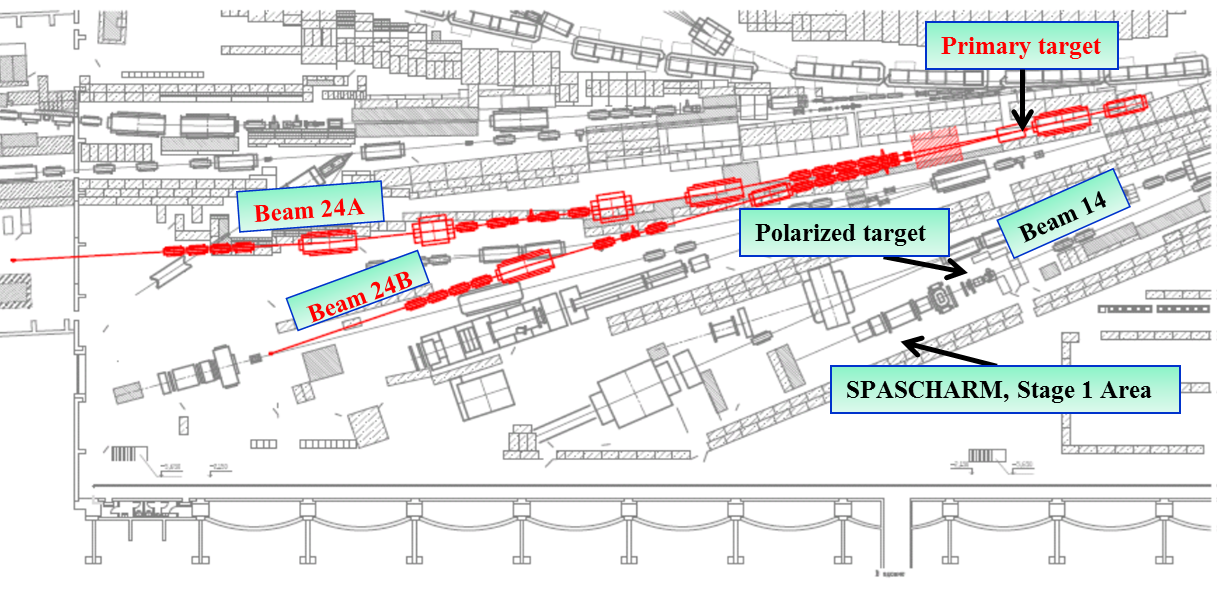 Primary target
Beam 24A
Polarized target
Beam 14
Beam 24B
SPASCHARM, Stage 1 Area